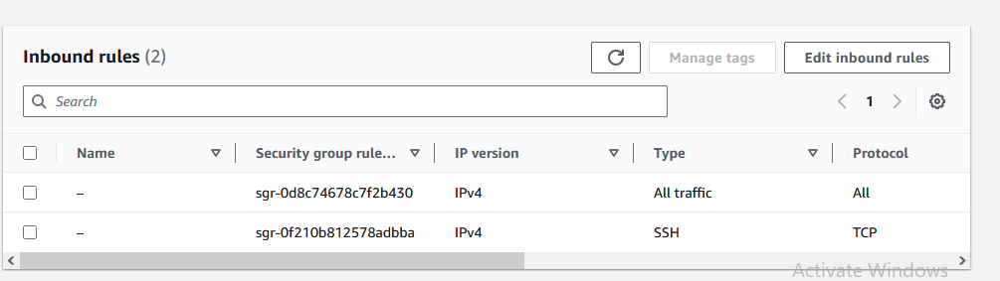 Inbound rules (2)
Manage tags
Edit inbound rules
Search
1
Name Security group rule... IP version Type Protocol
– sgr-0d8c74678c7f2b430 IPv4 All traffic All
– sgr-0f210b812578adbba IPv4 SSH TCP
Activate Windows